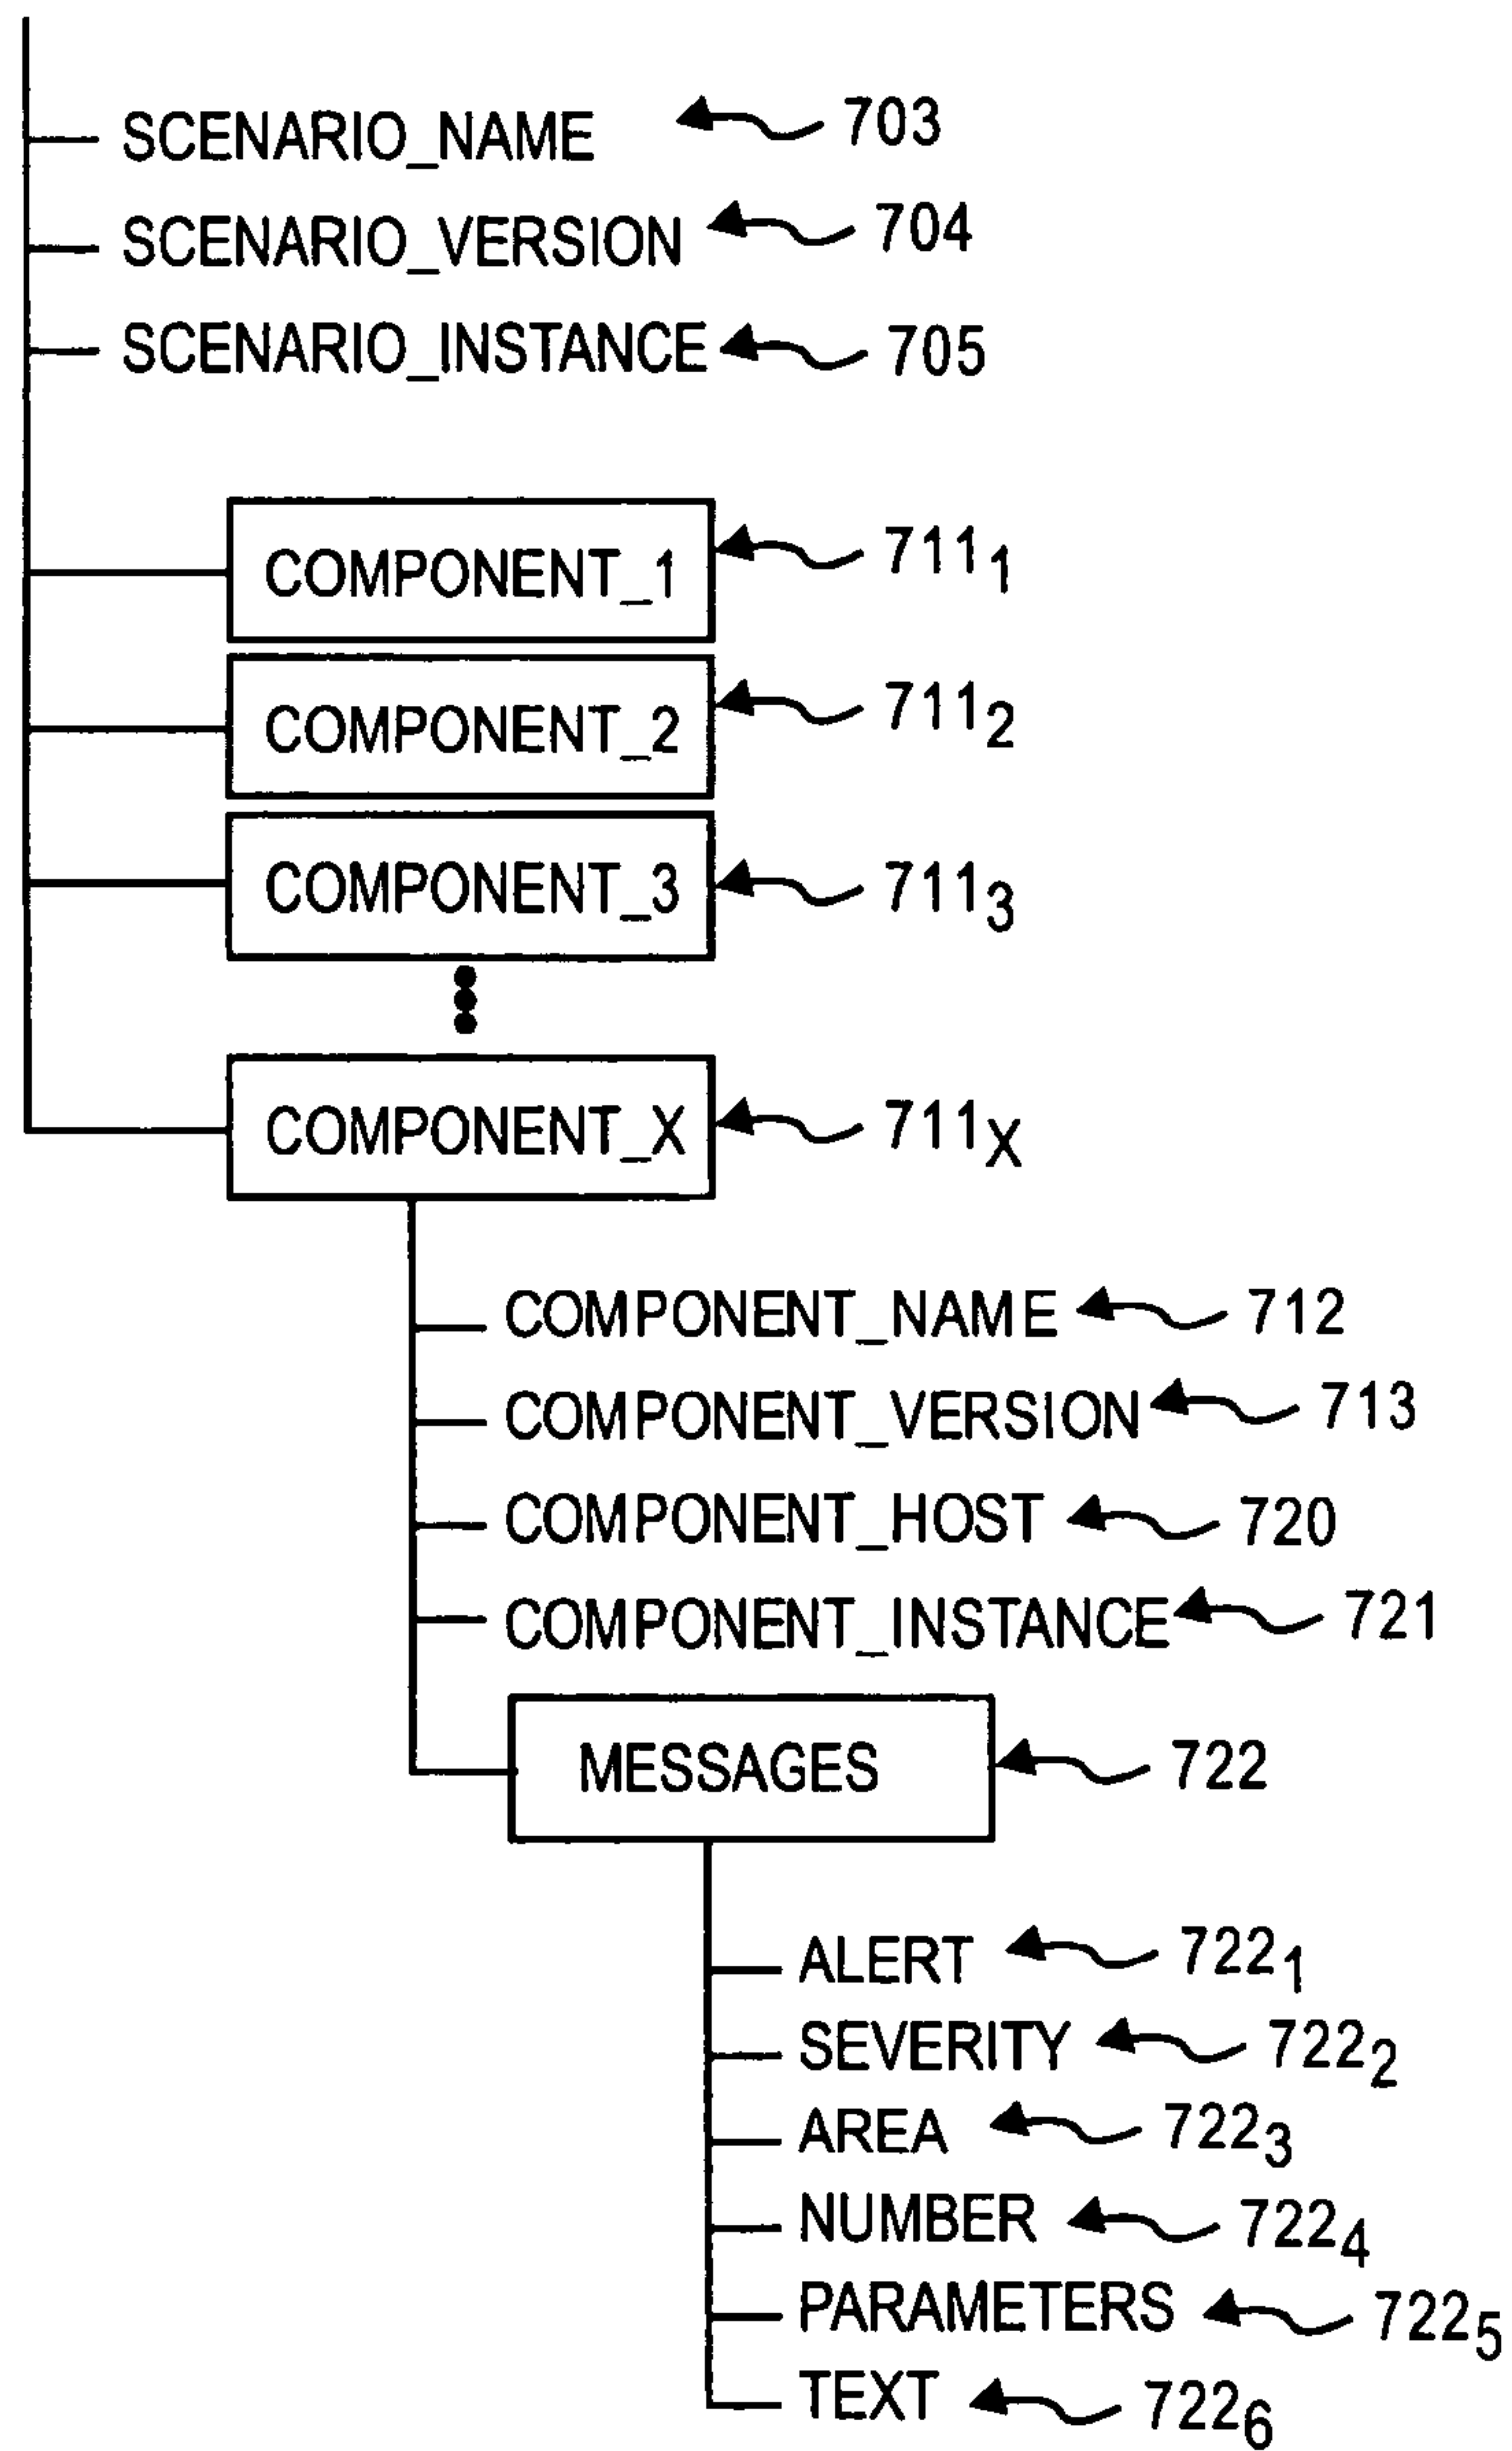 SCENARIO_NAME 703
SCENARIO_VERSION 704
SCENARIO_INSTANCE 705
COMPONENT_1 711₁
COMPONENT_2 711₂
COMPONENT_3 711₃
COMPONENT_X 711ₓ
COMPONENT_NAME 712
COMPONENT_VERSION 713
COMPONENT_HOST 720
COMPONENT_INSTANCE 721
MESSAGES 722
ALERT 722₁
SEVERITY 722₂
AREA 722₃
NUMBER 722₄
PARAMETERS 722₅
TEXT 722₆